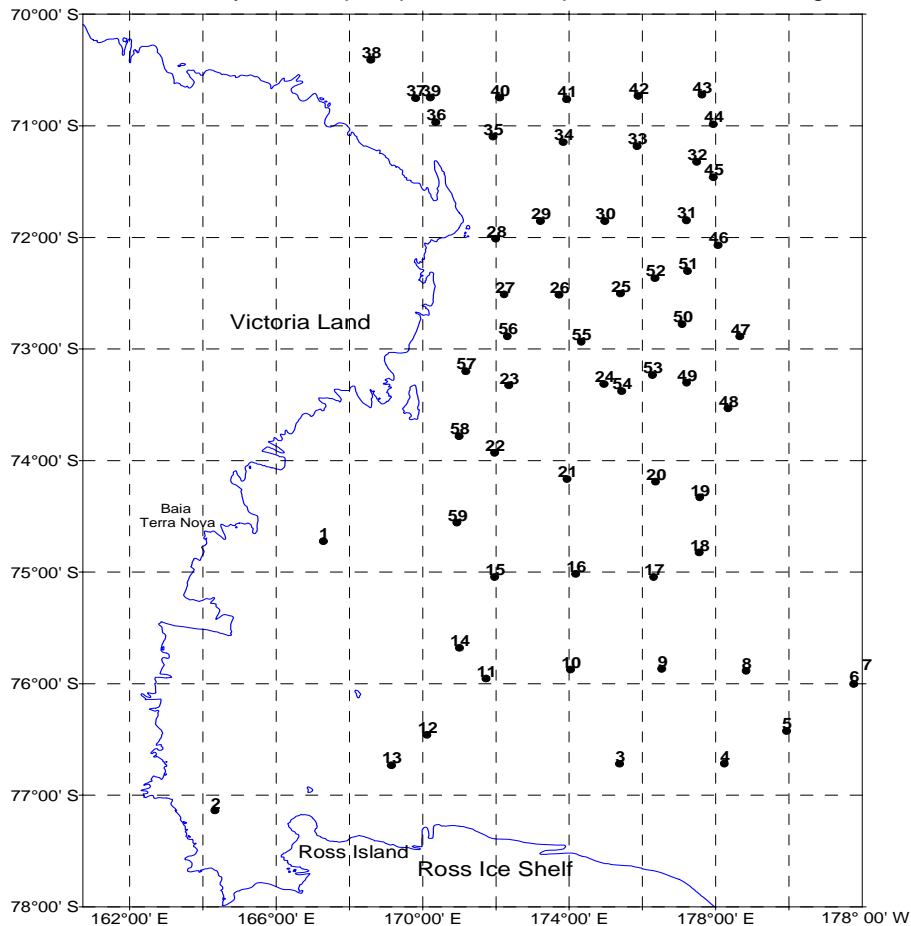 70°00' S
38
37 39 40 41 42 43
36 44
71°00' S
35 34 33
32
45
29 30 31
72°00' S
28 46
52 51
27 26 25
Victoria Land
50
56 55 47
73°00' S
57 53
23 24 54 49
48
58
22
74°00' S
21 20
19
Baia
Terra Nova
59
1
18
75°00' S
15 16 17
14
11 10 9 8 7
76°00' S
6
12 5
13 3 4
77°00' S
2
Ross Island
Ross Ice Shelf
78°00' S
162°00' E 166°00' E 170°00' E 174°00' E 178°00' E 178°00' W